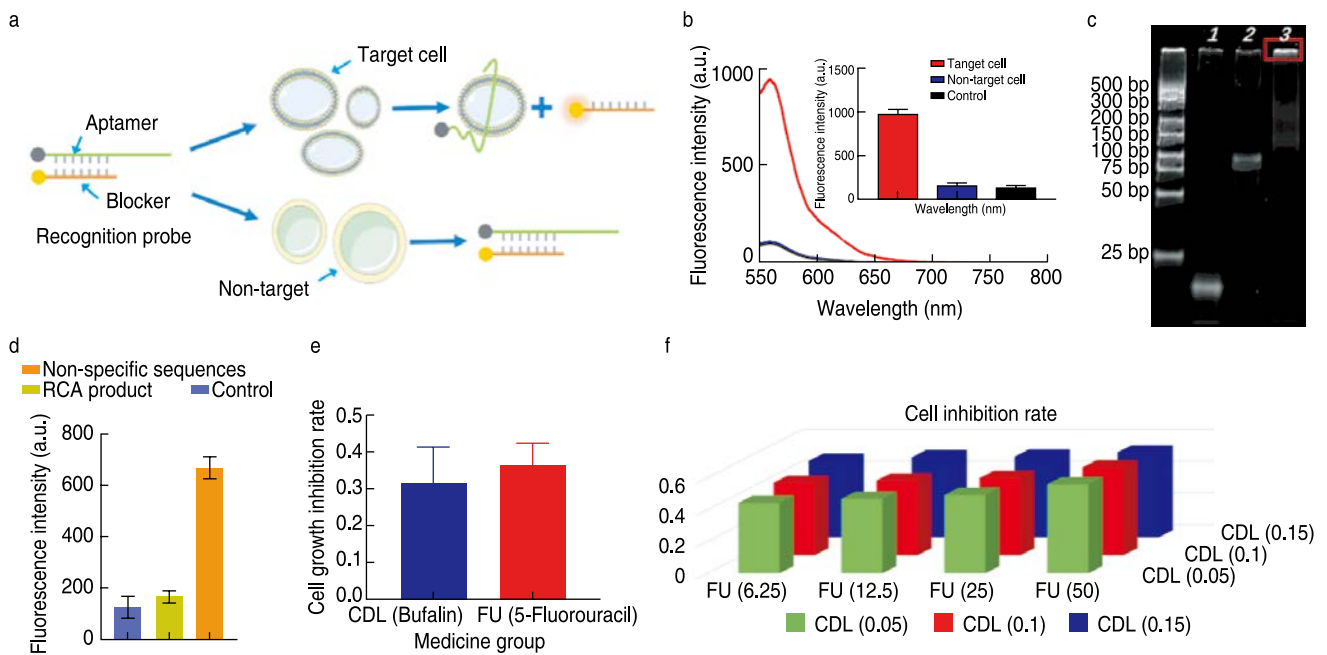 a
Target cell
Aptamer
Blocker
Recognition probe
Non-target
b
Fluorescence intensity (a.u.)
1000
500
0
550 600 650 700 750 800
Wavelength (nm)
Fluorescence intensity (a.u.)
1500
1000
500
0
Wavelength (nm)
Tanget cell
Non-target cell
Control
c
1 2 3
500 bp
300 bp
200 bp
150 bp
100 bp
75 bp
50 bp
25 bp
d
Non-specific sequences
RCA product Control
Fluorescence intensity (a.u.)
800
600
400
200
0
e
Cell growth inhibition rate
0.5
0.4
0.3
0.2
0.1
0.0
CDL (Bufalin) FU (5-Fluorouracil)
Medicine group
f
Cell inhibition rate
0.6
0.4
0.2
0
CDL (0.15)
CDL (0.1)
CDL (0.05)
FU (6.25) FU (12.5) FU (25) FU (50)
CDL (0.05) CDL (0.1) CDL (0.15)